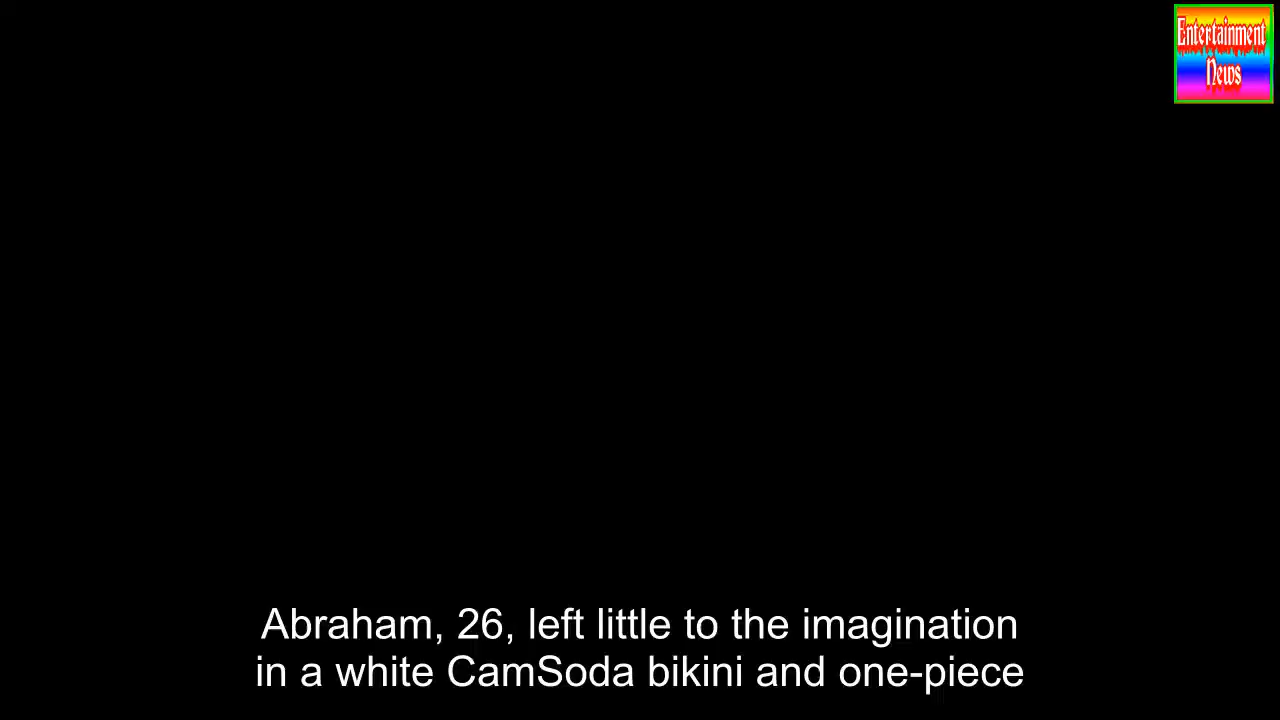 Entertainment
News
Abraham, 26, left little to the imagination
in a white CamSoda bikini and one-piece